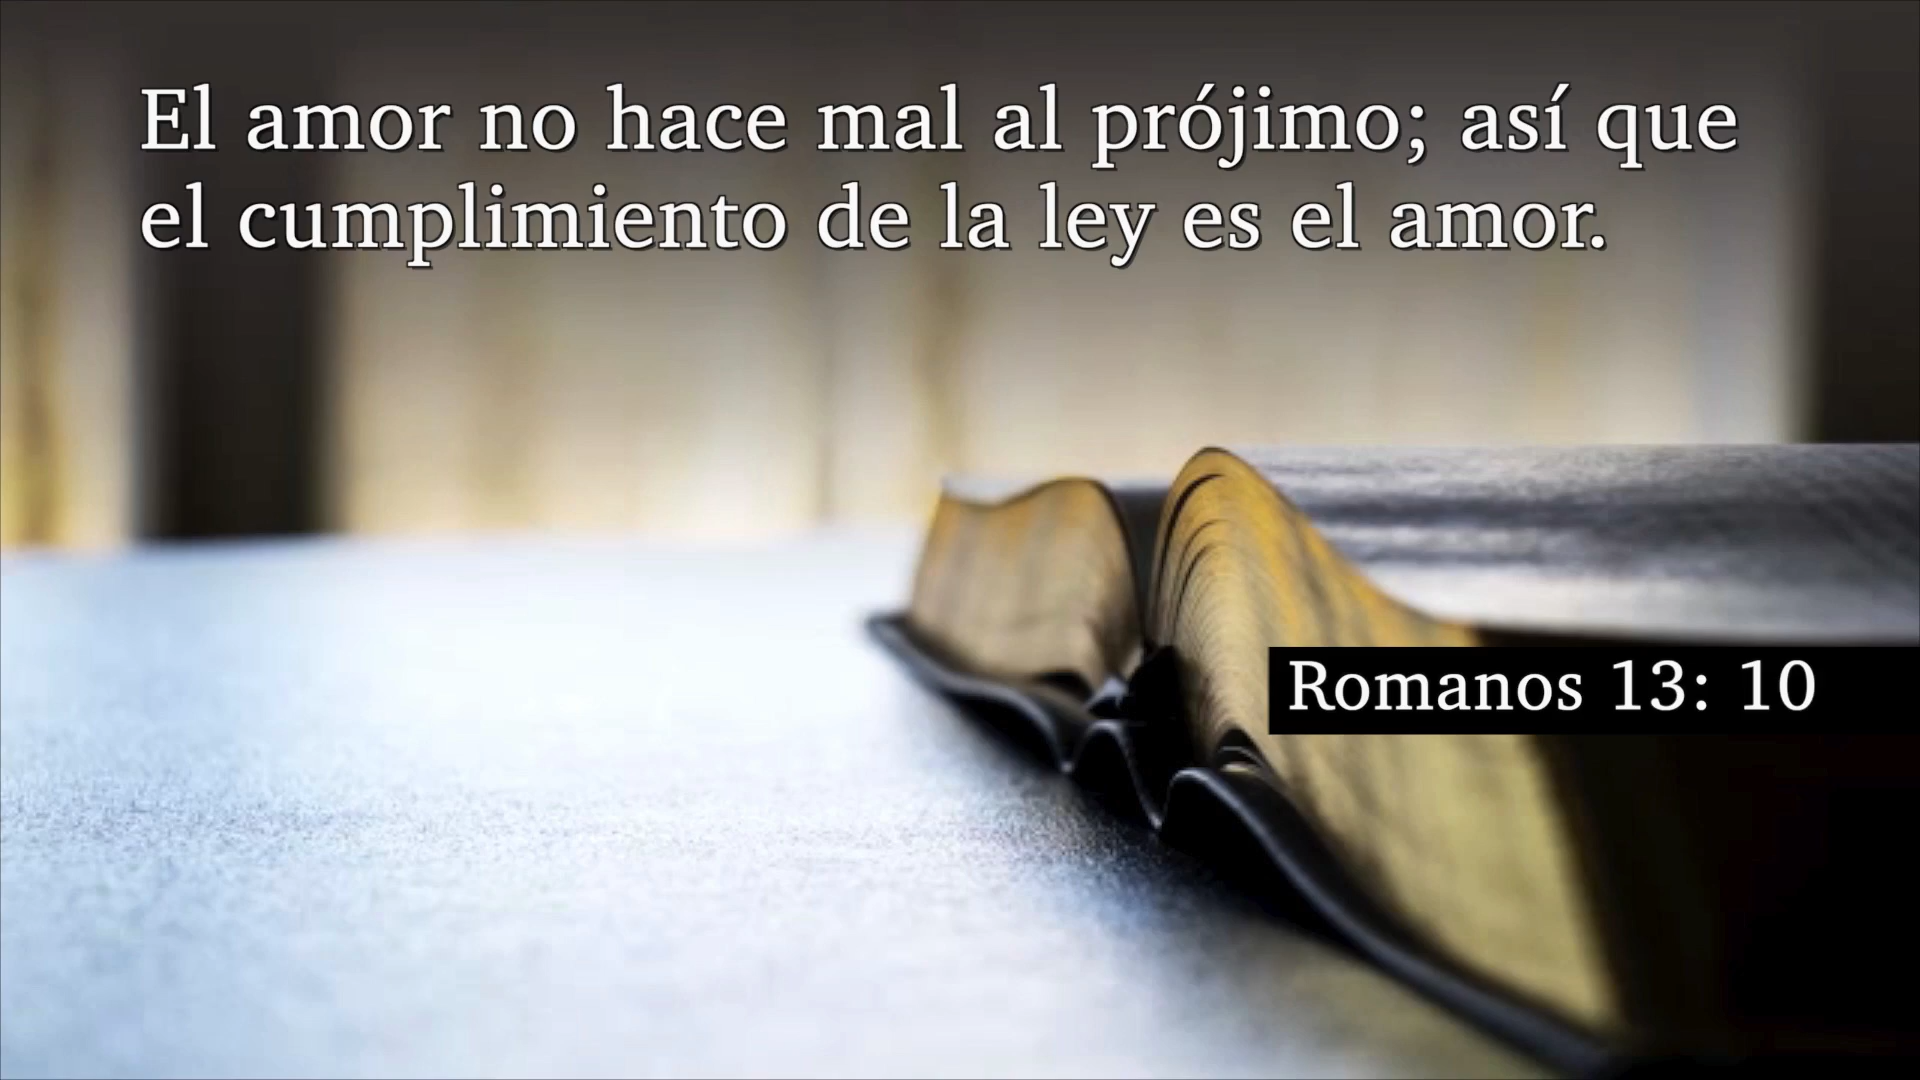 El amor no hace mal al prójimo; así que
el cumplimiento de la ley es el amor.
Romanos 13: 10